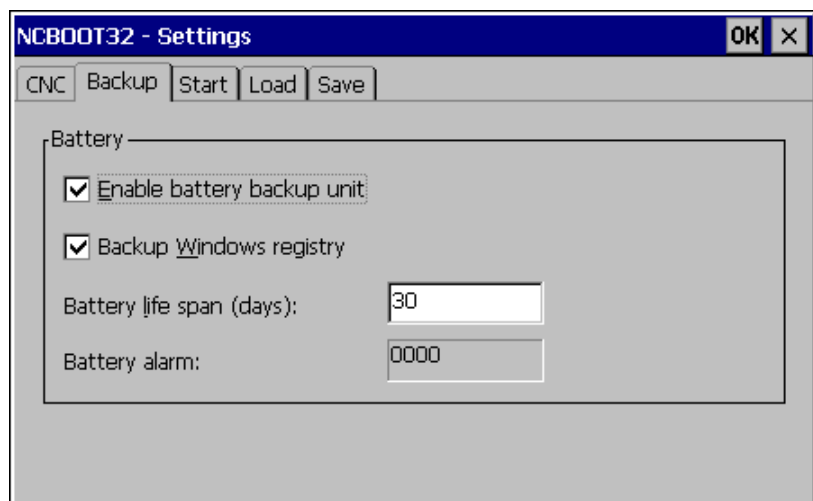 NCBOOT32 - Settings OK
CNC Backup Start Load Save
Battery
Enable battery backup unit
Backup Windows registry
Battery life span (days): 30
Battery alarm: 0000